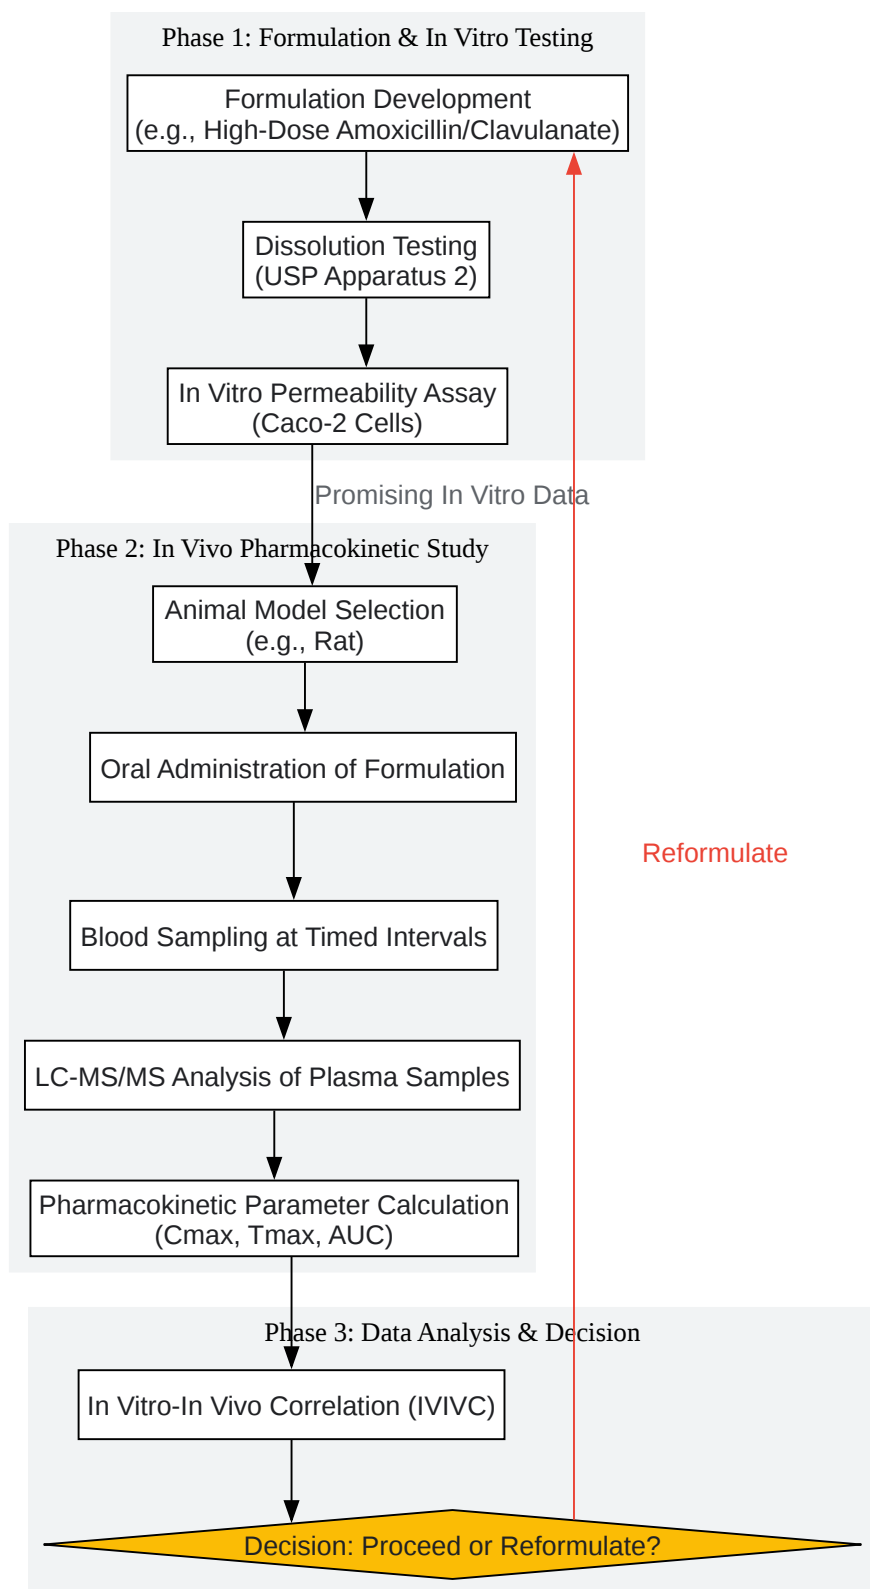 Phase 1: Formulation & In Vitro Testing
Formulation Development
(e.g., High-Dose Amoxicillin/Clavulanate)
Dissolution Testing
(USP Apparatus 2)
In Vitro Permeability Assay
(Caco-2 Cells)
Promising In Vitro Data
Phase 2: In Vivo Pharmacokinetic Study
Animal Model Selection
(e.g., Rat)
Oral Administration of Formulation
Reformulate
Blood Sampling at Timed Intervals
LC-MS/MS Analysis of Plasma Samples
Pharmacokinetic Parameter Calculation
(Cmax, Tmax, AUC)
Phase 3: Data Analysis & Decision
In Vitro-In Vivo Correlation (IVIVC)
Decision: Proceed or Reformulate?